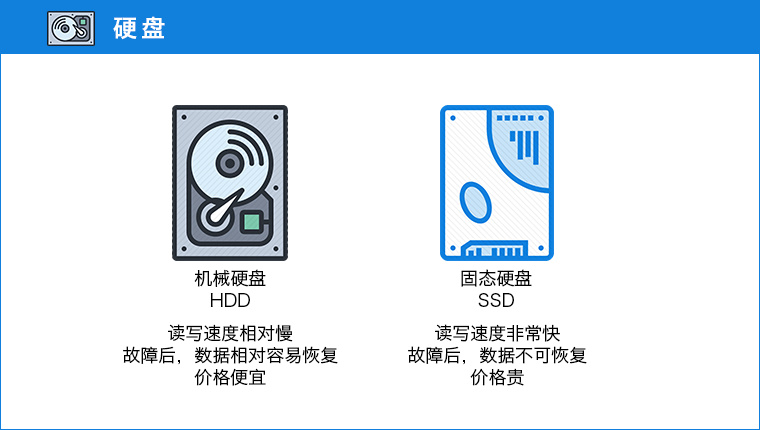 硬盘
机械硬盘
HDD
读写速度相对慢
故障后，数据相对容易恢复
价格便宜
固态硬盘
SSD
读写速度非常快
故障后，数据不可恢复
价格贵